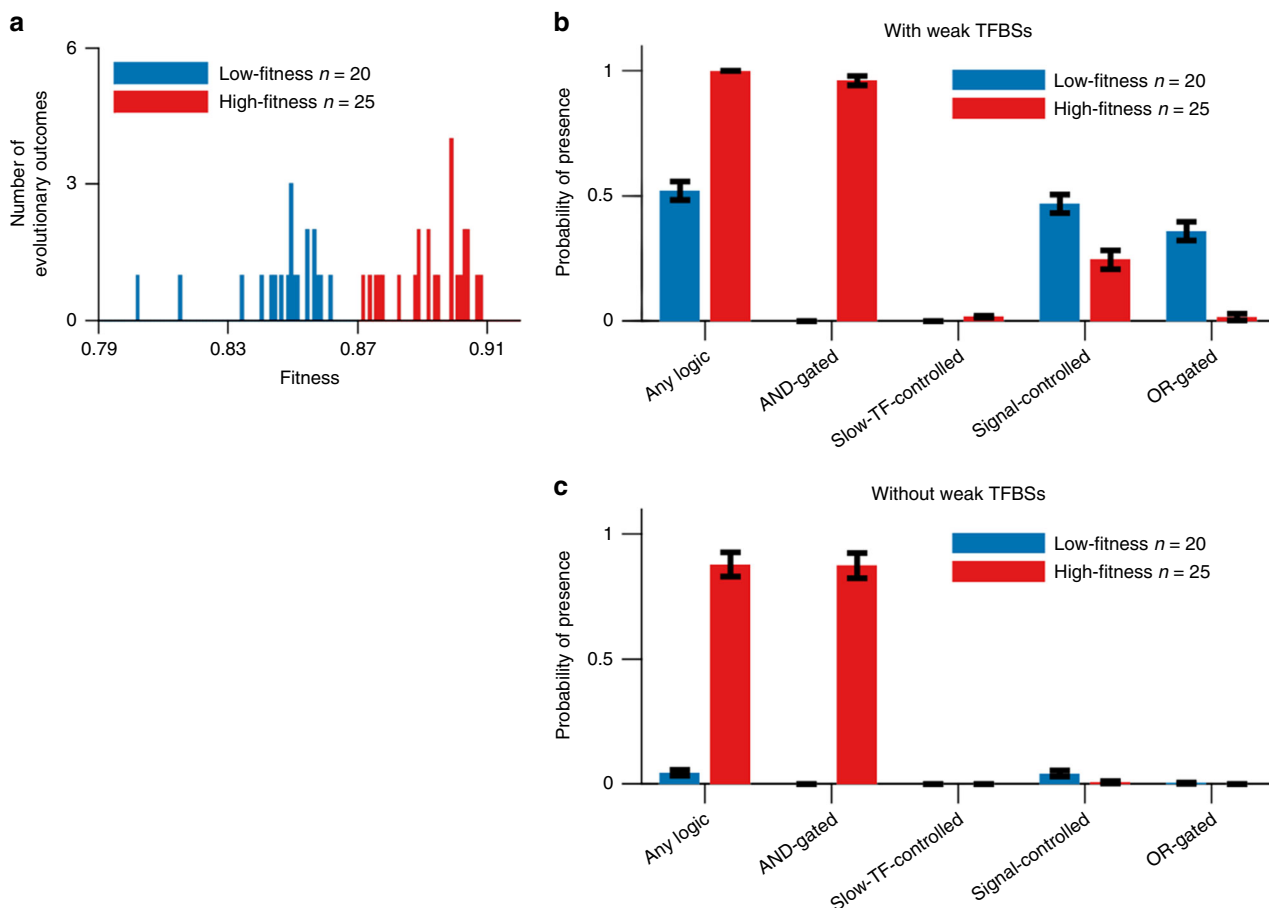 a
6
3
0
Number of
evolutionary outcomes
Low-fitness n = 20
High-fitness n = 25
0.79
0.83
0.87
0.91
Fitness
b
With weak TFBSs
1
0.5
0
Probability of presence
Low-fitness n = 20
High-fitness n = 25
Any logic
AND-gated
Slow-TF-controlled
Signal-controlled
OR-gated
c
Without weak TFBSs
1
0.5
0
Probability of presence
Low-fitness n = 20
High-fitness n = 25
Any logic
AND-gated
Slow-TF-controlled
Signal-controlled
OR-gated